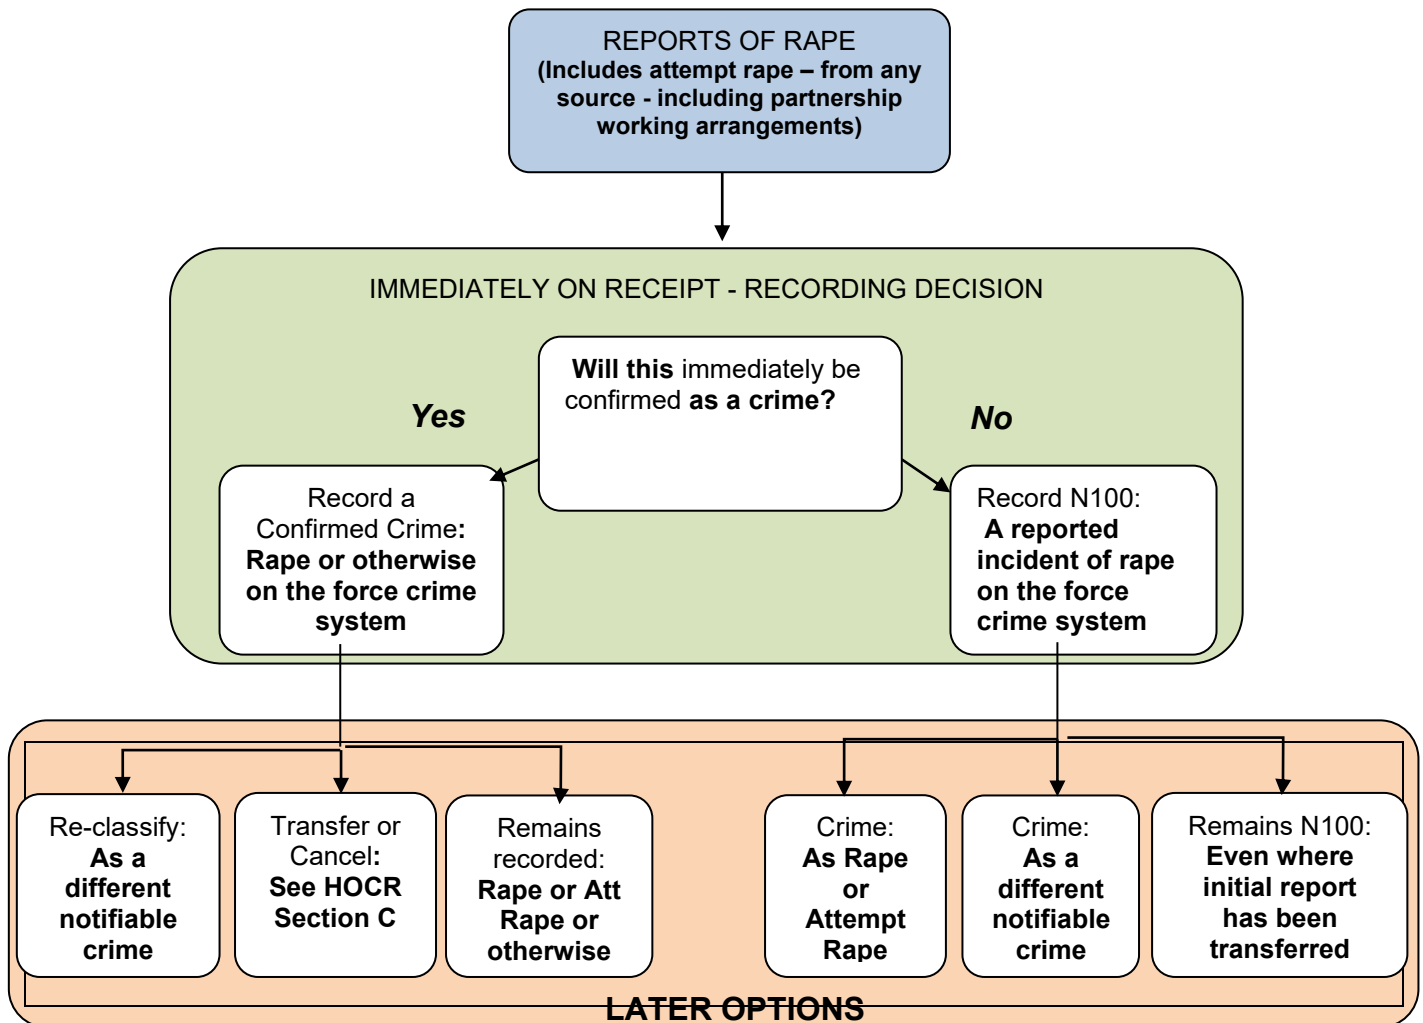 REPORTS OF RAPE
(Includes attempt rape – from any
source - including partnership
working arrangements)
IMMEDIATELY ON RECEIPT - RECORDING DECISION
Will this immediately be
confirmed as a crime?
Yes
No
Record a
Confirmed Crime:
Rape or otherwise
on the force crime
system
Record N100:
A reported
incident of rape
on the force
crime system
Re-classify:
As a
different
notifiable
crime
Transfer or
Cancel:
See HOCR
Section C
Remains
recorded:
Rape or Att
Rape or
otherwise
Crime:
As Rape
or
Attempt
Rape
Crime:
As a
different
notifiable
crime
Remains N100:
Even where
initial report
has been
transferred
LATER OPTIONS